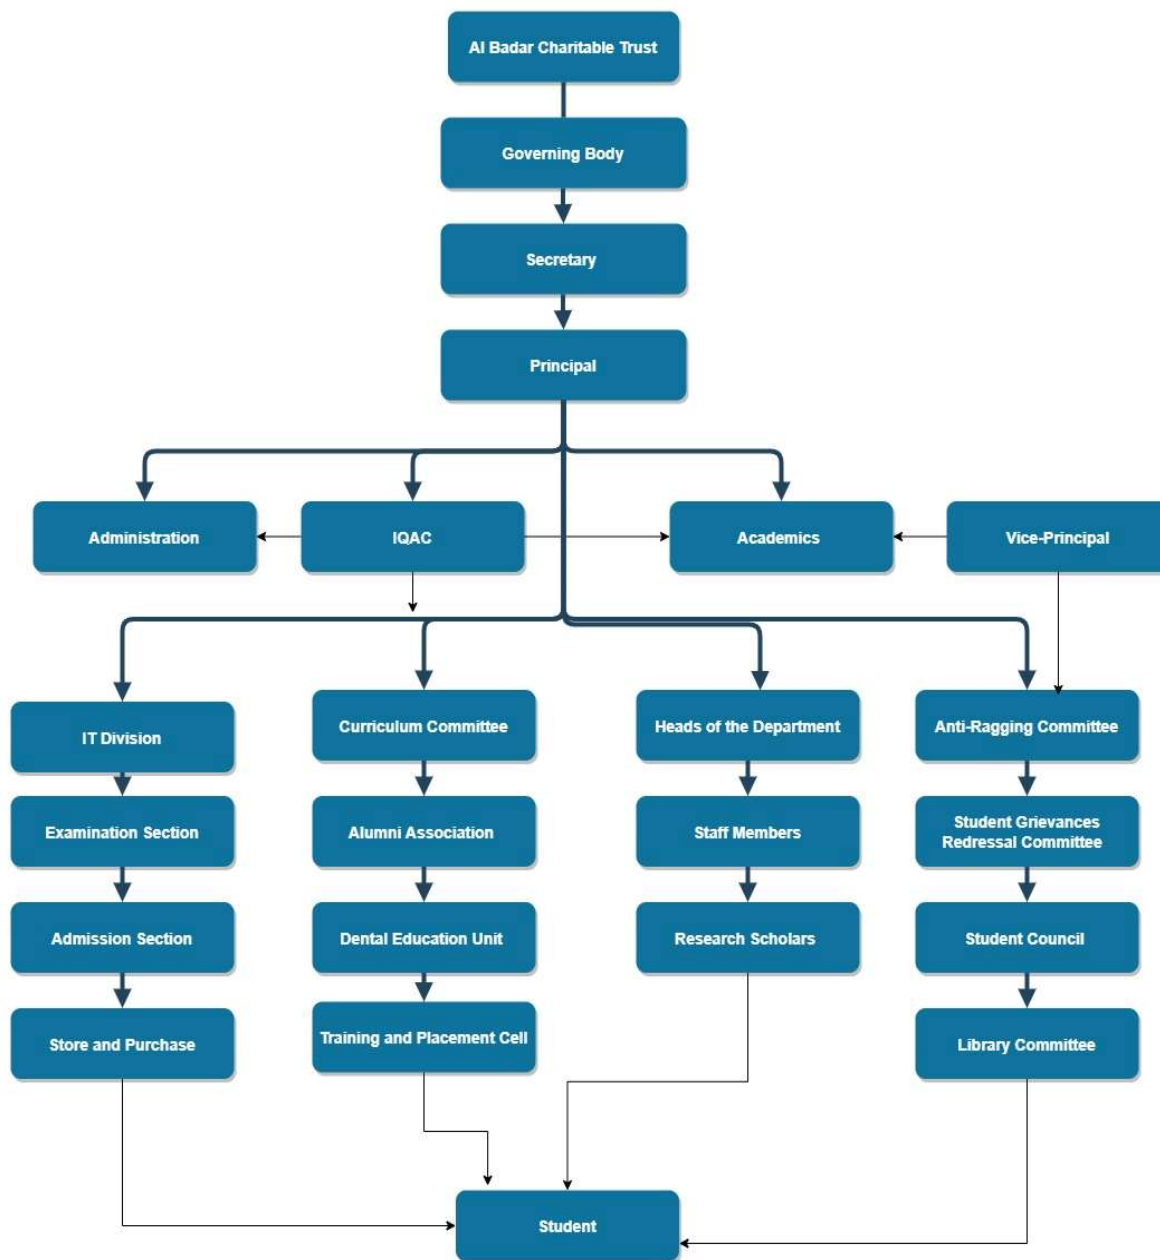 Al Badar Charitable Trust
Governing Body
Secretary
Principal
Administration
IQAC
Academics
Vice-Principal
IT Division
Curriculum Committee
Heads of the Department
Anti-Ragging Committee
Examination Section
Alumni Association
Staff Members
Student Grievances
Redressal Committee
Admission Section
Dental Education Unit
Research Scholars
Student Council
Store and Purchase
Training and Placement Cell
Library Committee
Student